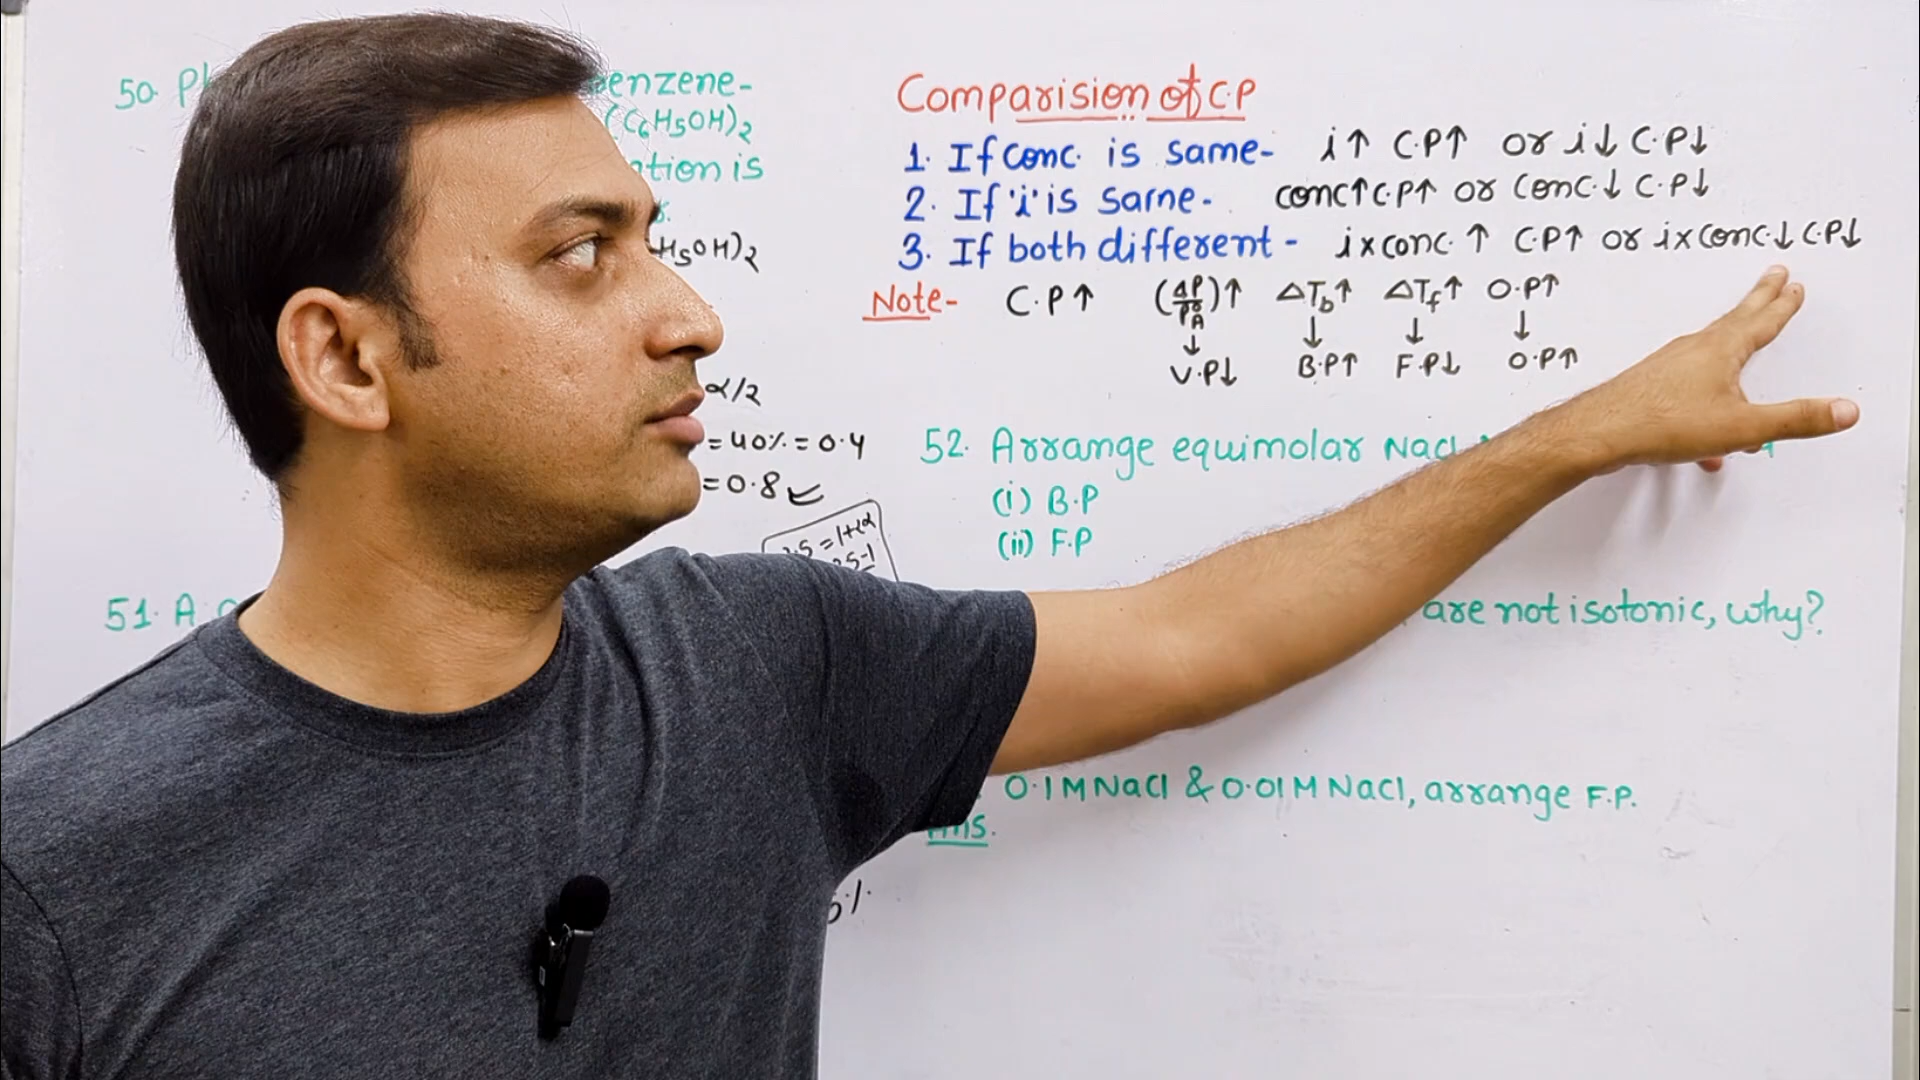 50. Ph
benzene-
(C6H5OH)2
ation is
H5OH)2
α/2
= 40% = 0.4
= 0.8
= 1+α
51. A
Comparision of C.P
1. If conc. is same- i↑ C.P↑ or i↓ C.P↓
2. If 'i' is same- conc↑ C.P↑ or conc.↓ C.P↓
3. If both different - i x conc. ↑ C.P↑ or i x conc.↓ C.P↓
Note- C.P↑ (ΔP/P°A)↑ ΔTb↑ ΔTf↑ O.P↑
↓ ↓ ↓ ↓
V.P↓ B.P↑ F.P↓ O.P↑
52. Arrange equimolar NaCl
(i) B.P
(ii) F.P
are not isotonic, why?
0.1M NaCl & 0.01M NaCl, arrange F.P.
Ans.